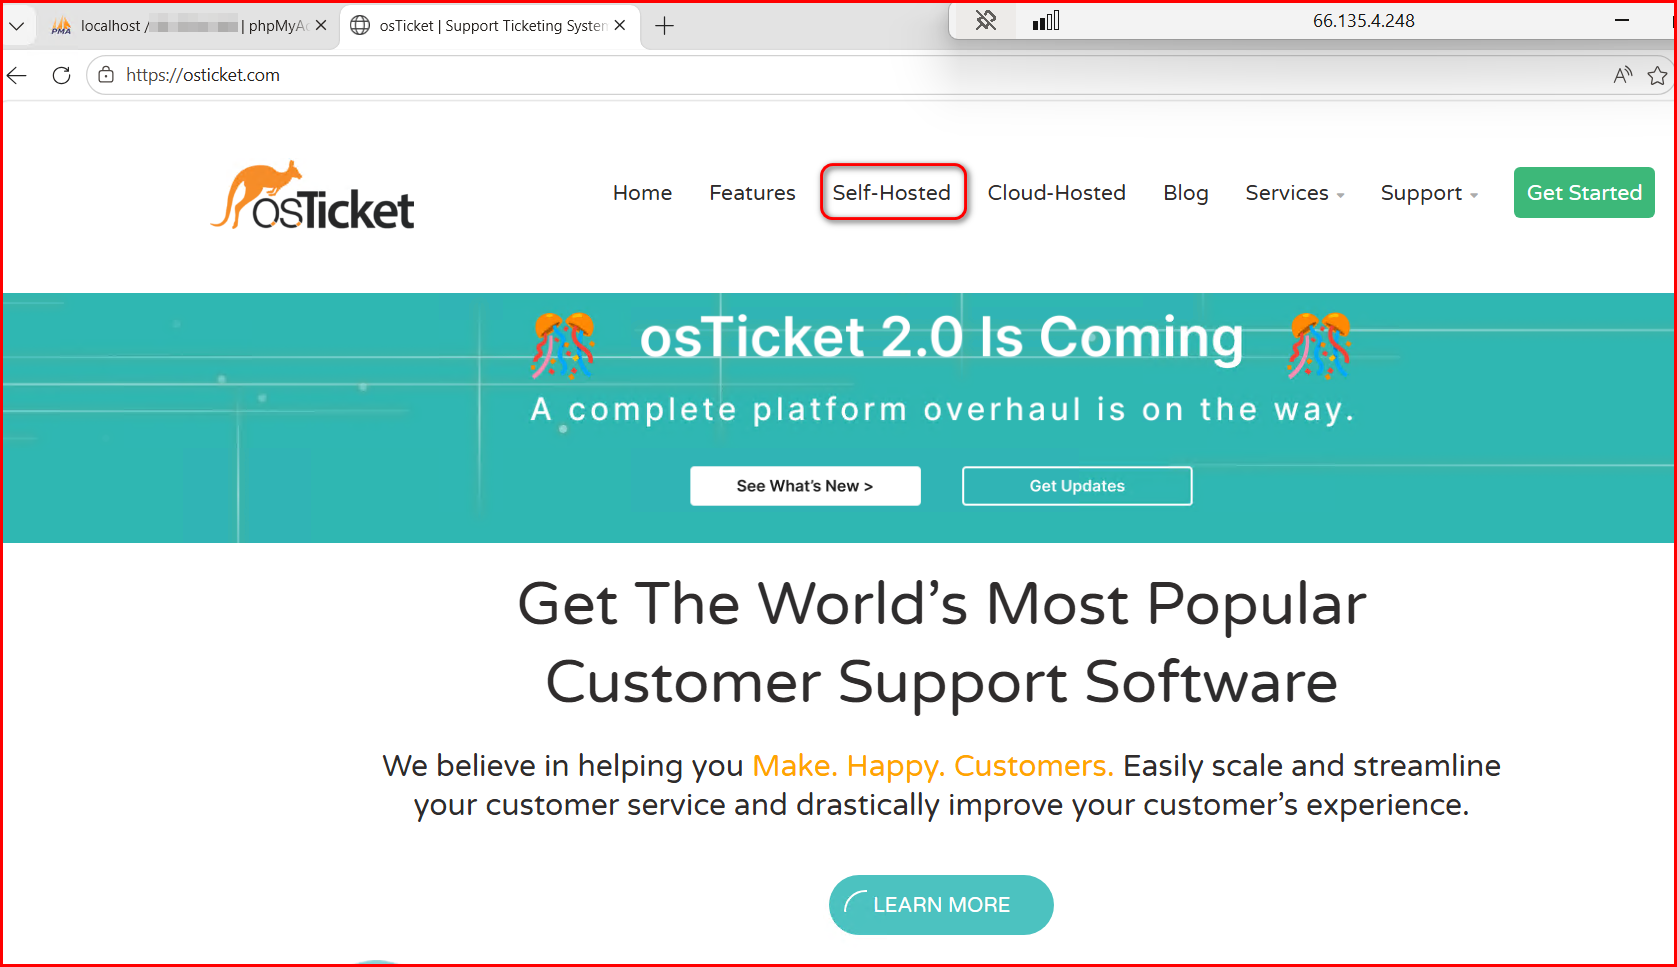 localhost / | phpMyAd
osTicket | Support Ticketing System
66.135.4.248
https://osticket.com
osTicket
Home Features Self-Hosted Cloud-Hosted Blog Services Support Get Started
osTicket 2.0 Is Coming
A complete platform overhaul is on the way.
See What's New > Get Updates
Get The World's Most Popular
Customer Support Software
We believe in helping you Make. Happy. Customers. Easily scale and streamline
your customer service and drastically improve your customer's experience.
LEARN MORE